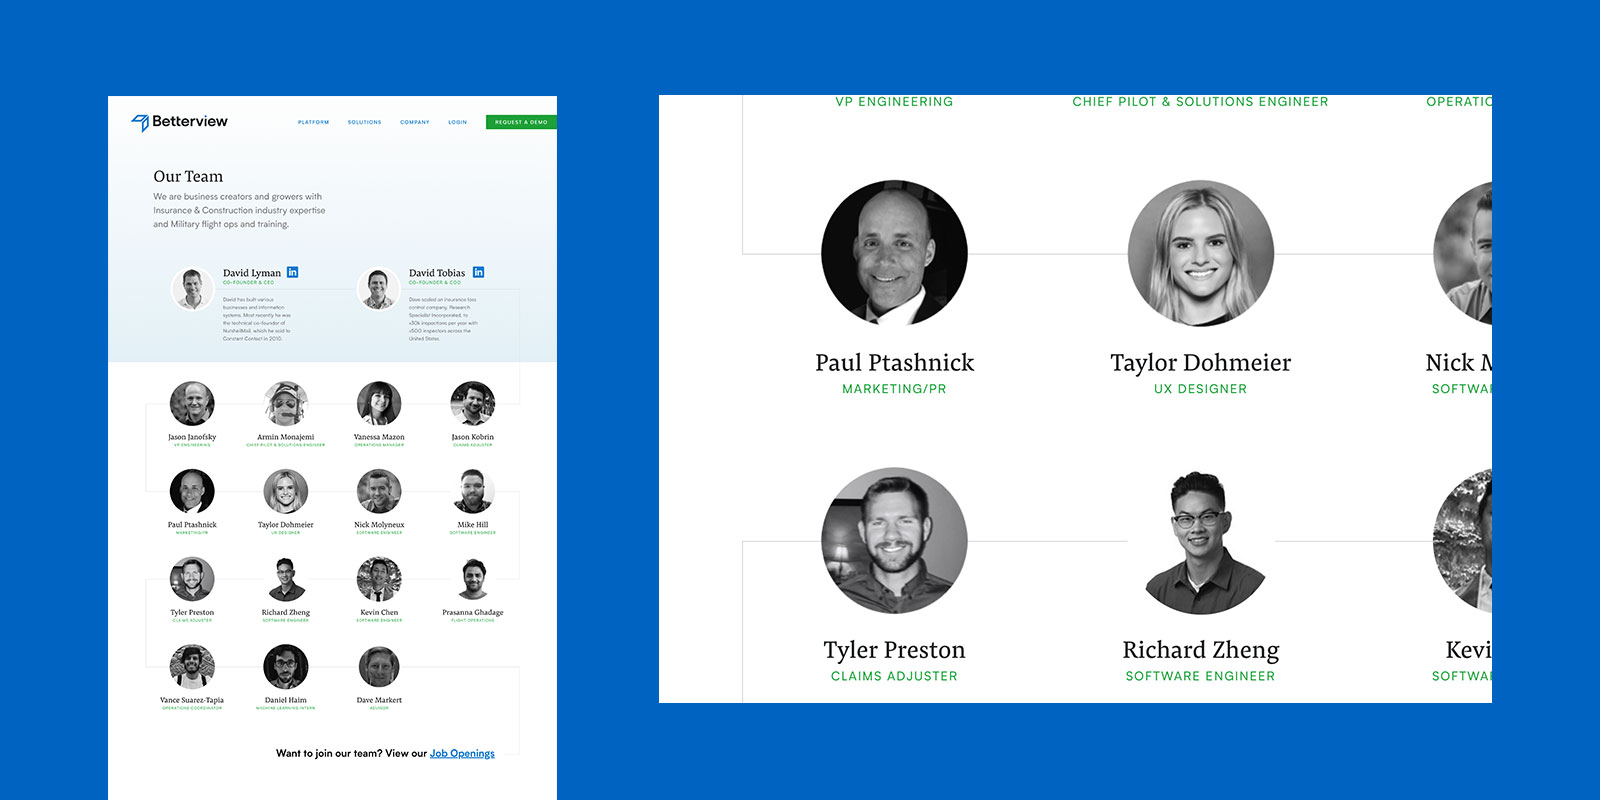 Betterview
PLATFORM
SOLUTIONS
COMPANY
LOGIN
REQUEST A DEMO
Our Team
We are business creators and growers with
Insurance & Construction industry expertise
and Military flight ops and training.
David Lyman in
CO-FOUNDER & CEO
David has built various
businesses and information
systems. Most recently he was
the technical co-founder of
NutshellMail, which he sold to
Constant Contact in 2010.
David Tobias in
CO-FOUNDER & COO
Dave scaled an insurance loss
control company, Research
Specialist Incorporated, to
+30k inspections per year with
+500 inspectors across the
United States.
Jason Janofsky
VP ENGINEERING
Armin Monajemi
CHIEF PILOT & SOLUTIONS ENGINEER
Vanessa Mazon
OPERATIONS MANAGER
Jason Kobrin
CLAIMS ADJUSTER
Paul Ptashnick
MARKETING/PR
Taylor Dohmeier
UX DESIGNER
Nick Molyneux
SOFTWARE ENGINEER
Mike Hill
SOFTWARE ENGINEER
Tyler Preston
CLAIMS ADJUSTER
Richard Zheng
SOFTWARE ENGINEER
Kevin Chen
SOFTWARE ENGINEER
Prasanna Ghadage
FLIGHT OPERATIONS
Vance Suarez-Tapia
OPERATIONS COORDINATOR
Daniel Haim
MACHINE LEARNING INTERN
Dave Markert
ADVISOR
Want to join our team? View our Job Openings
VP ENGINEERING
CHIEF PILOT & SOLUTIONS ENGINEER
OPERATIO
Paul Ptashnick
MARKETING/PR
Taylor Dohmeier
UX DESIGNER
Nick M
SOFTWAR
Tyler Preston
CLAIMS ADJUSTER
Richard Zheng
SOFTWARE ENGINEER
Kevi
SOFTWAR